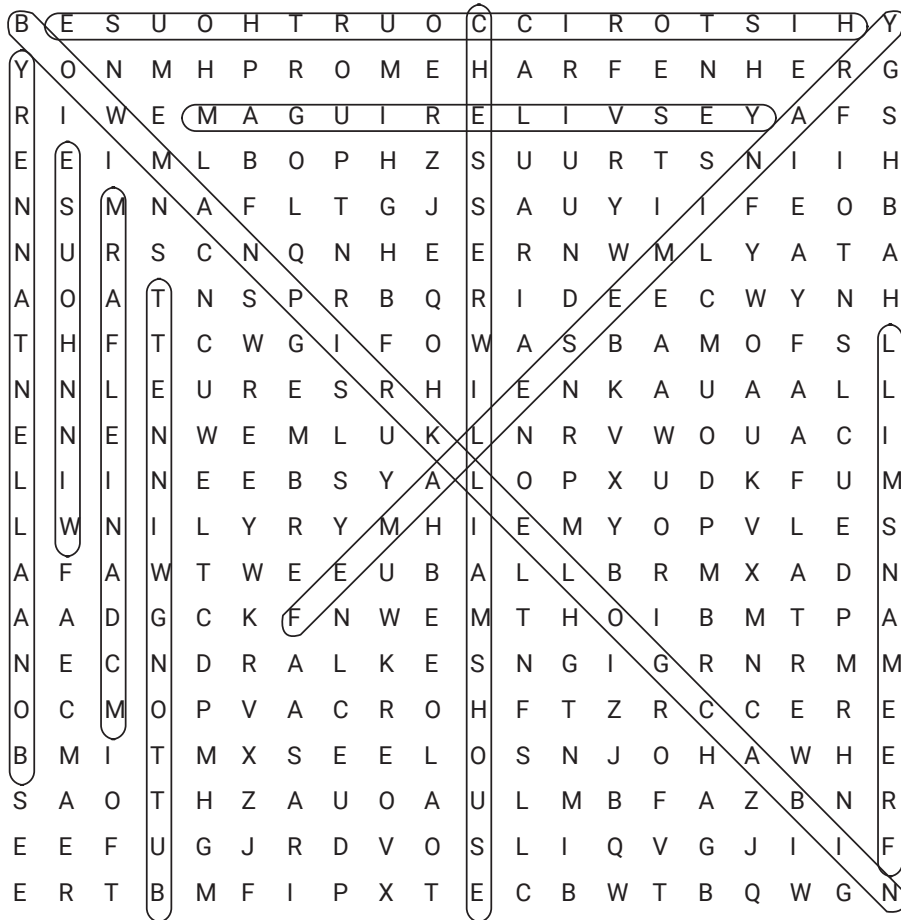 B E S U O H T R U O C C I R O T S I H Y
Y O N M H P R O M E H A R F E N H E R G
R I W E M A G U I R E L I V S E Y A F S
E E I M L B O P H Z S U U R T S N I I H
N S M N A F L T G J S A U Y I I F E O B
N U R S C N Q N H E E R N W M L Y A T A
A O A T N S P R B Q R I D E E C W Y N H
T H F T C W G I F O W A S B A M O F S L
N N L E U R E S R H I E N K A U A A L L
E N E N W E M L U K L N R V W O U A C I
L I I N E E B S Y A L O P X U D K F U M
L W N I L Y R Y M H I E M Y O P V L E S
A F A W T W E E U B A L L B R M X A D N
A A D G C K F N W E M T H O I B M T P A
N E C N D R A L K E S N G I G R N R M M
O C M O P V A C R O H F T Z R C C E R E
B M I T M X S E E L O S N J O H A W H E
S A O T H Z A U O A U L M B F A Z B N R
E E F U G J R D V O S L I Q V G J I I F
E R T B M F I P X T E C B W T B Q W G N